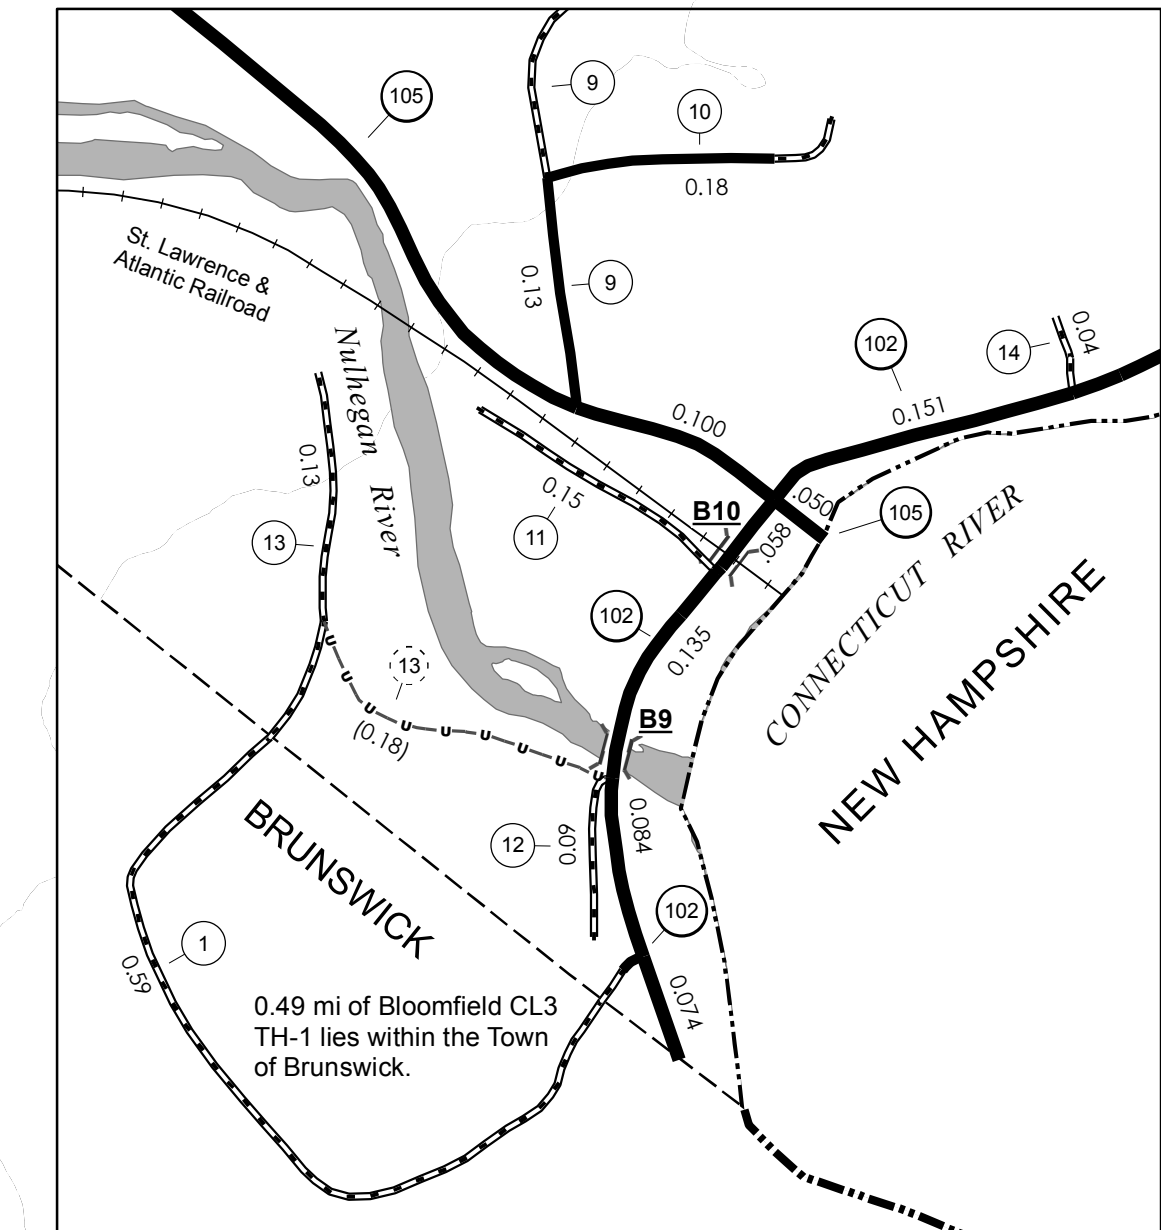 9
105
10
0.18
St. Lawrence &
Atlantic Railroad
0.13
9
Nulhegan
River
102
14
0.04
0.151
0.100
0.13
0.15
11
B10
.050
105
.058
13
CONNECTICUT RIVER
NEW HAMPSHIRE
102
0.135
13
(0.18)
B9
BRUNSWICK
12
0.09
0.084
102
1
0.59
0.49 mi of Bloomfield CL3
TH-1 lies within the Town
of Brunswick.
0.074
U
U
U
U
U
U
U
U